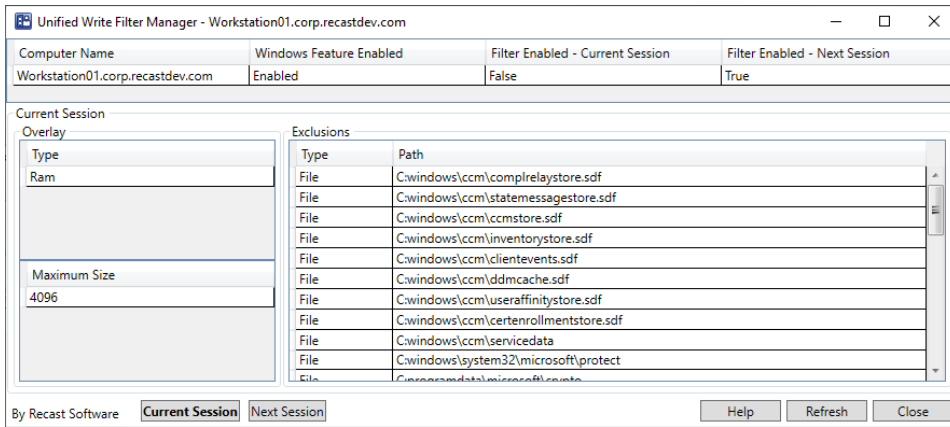 Unified Write Filter Manager - Workstation01.corp.recastdev.com
Computer Name Windows Feature Enabled Filter Enabled - Current Session Filter Enabled - Next Session
Workstation01.corp.recastdev.com Enabled False True
Current Session
Overlay
Type
Ram
Maximum Size
4096
Exclusions
Type Path
File C:windows\ccm\complrelaystore.sdf
File C:windows\ccm\statemessagestore.sdf
File C:windows\ccm\ccmstore.sdf
File C:windows\ccm\inventorystore.sdf
File C:windows\ccm\clientevents.sdf
File C:windows\ccm\ddmcache.sdf
File C:windows\ccm\useraffinitystore.sdf
File C:windows\ccm\certenrollmentstore.sdf
File C:windows\ccm\servicedata
File C:windows\system32\microsoft\protect
File C:programdata\microsoft\crypto
By Recast Software Current Session Next Session Help Refresh Close